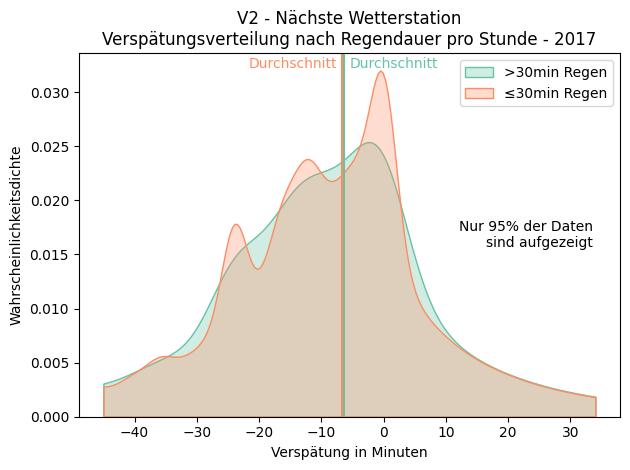 V2 - Nächste Wetterstation
Verspätungsverteilung nach Regendauer pro Stunde - 2017
Durchschnitt
Durchschnitt
>30min Regen
≤30min Regen
Nur 95% der Daten
sind aufgezeigt
Wahrscheinlichkeitsdichte
0.030
0.025
0.020
0.015
0.010
0.005
0.000
−40
−30
−20
−10
0
10
20
30
Verspätung in Minuten